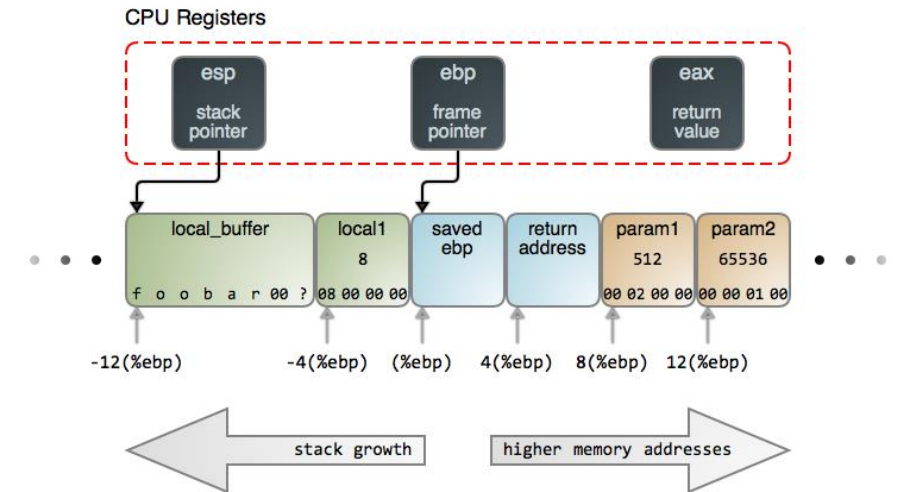 CPU Registers
esp
stack
pointer
ebp
frame
pointer
eax
return
value
local_buffer
f o o b a r 00 ?
local1
8
08 00 00 00
saved
ebp
return
address
param1
512
00 02 00 00
param2
65536
00 00 01 00
-12(%ebp)
-4(%ebp)
(%ebp)
4(%ebp)
8(%ebp)
12(%ebp)
stack growth
higher memory addresses